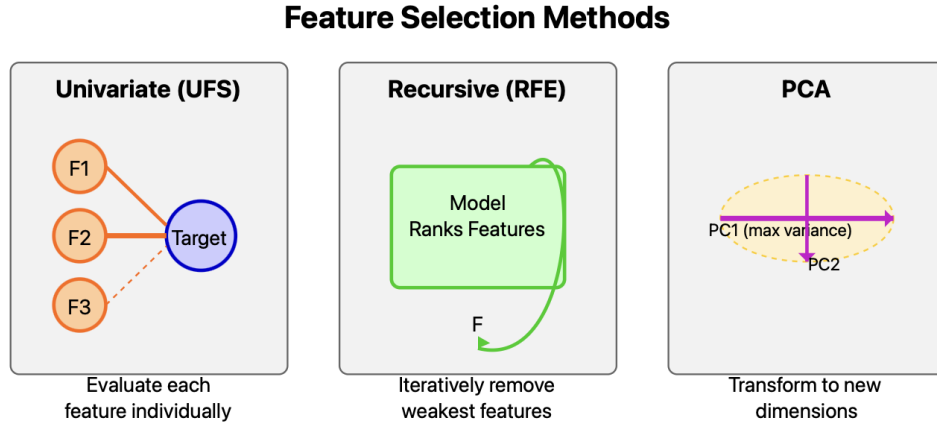 Feature Selection Methods
Univariate (UFS)
F1
F2
F3
Target
Evaluate each
feature individually
Recursive (RFE)
Model
Ranks Features
F
Iteratively remove
weakest features
PCA
PC1 (max variance)
PC2
Transform to new
dimensions